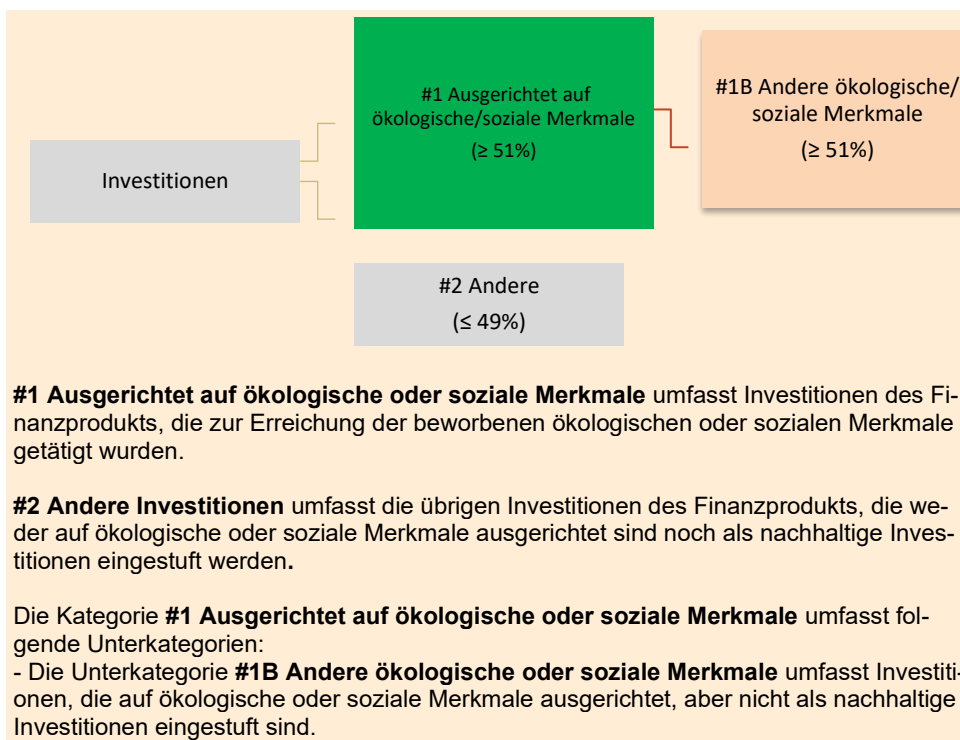 #1 Ausgerichtet auf
ökologische/soziale Merkmale
(≥ 51%)
#1B Andere ökologische/
soziale Merkmale
(≥ 51%)
Investitionen
#2 Andere
(≤ 49%)
#1 Ausgerichtet auf ökologische oder soziale Merkmale umfasst Investitionen des Fi-
nanzprodukts, die zur Erreichung der beworbenen ökologischen oder sozialen Merkmale
getätigt wurden.
#2 Andere Investitionen umfasst die übrigen Investitionen des Finanzprodukts, die we-
der auf ökologische oder soziale Merkmale ausgerichtet sind noch als nachhaltige Inves-
titionen eingestuft werden.
Die Kategorie #1 Ausgerichtet auf ökologische oder soziale Merkmale umfasst fol-
gende Unterkategorien:
- Die Unterkategorie #1B Andere ökologische oder soziale Merkmale umfasst Investiti-
onen, die auf ökologische oder soziale Merkmale ausgerichtet, aber nicht als nachhaltige
Investitionen eingestuft sind.